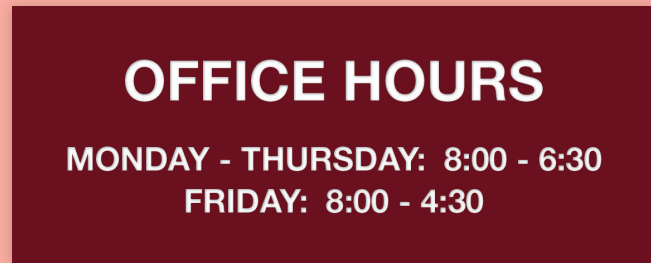 OFFICE HOURS
MONDAY - THURSDAY: 8:00 - 6:30
FRIDAY: 8:00 - 4:30